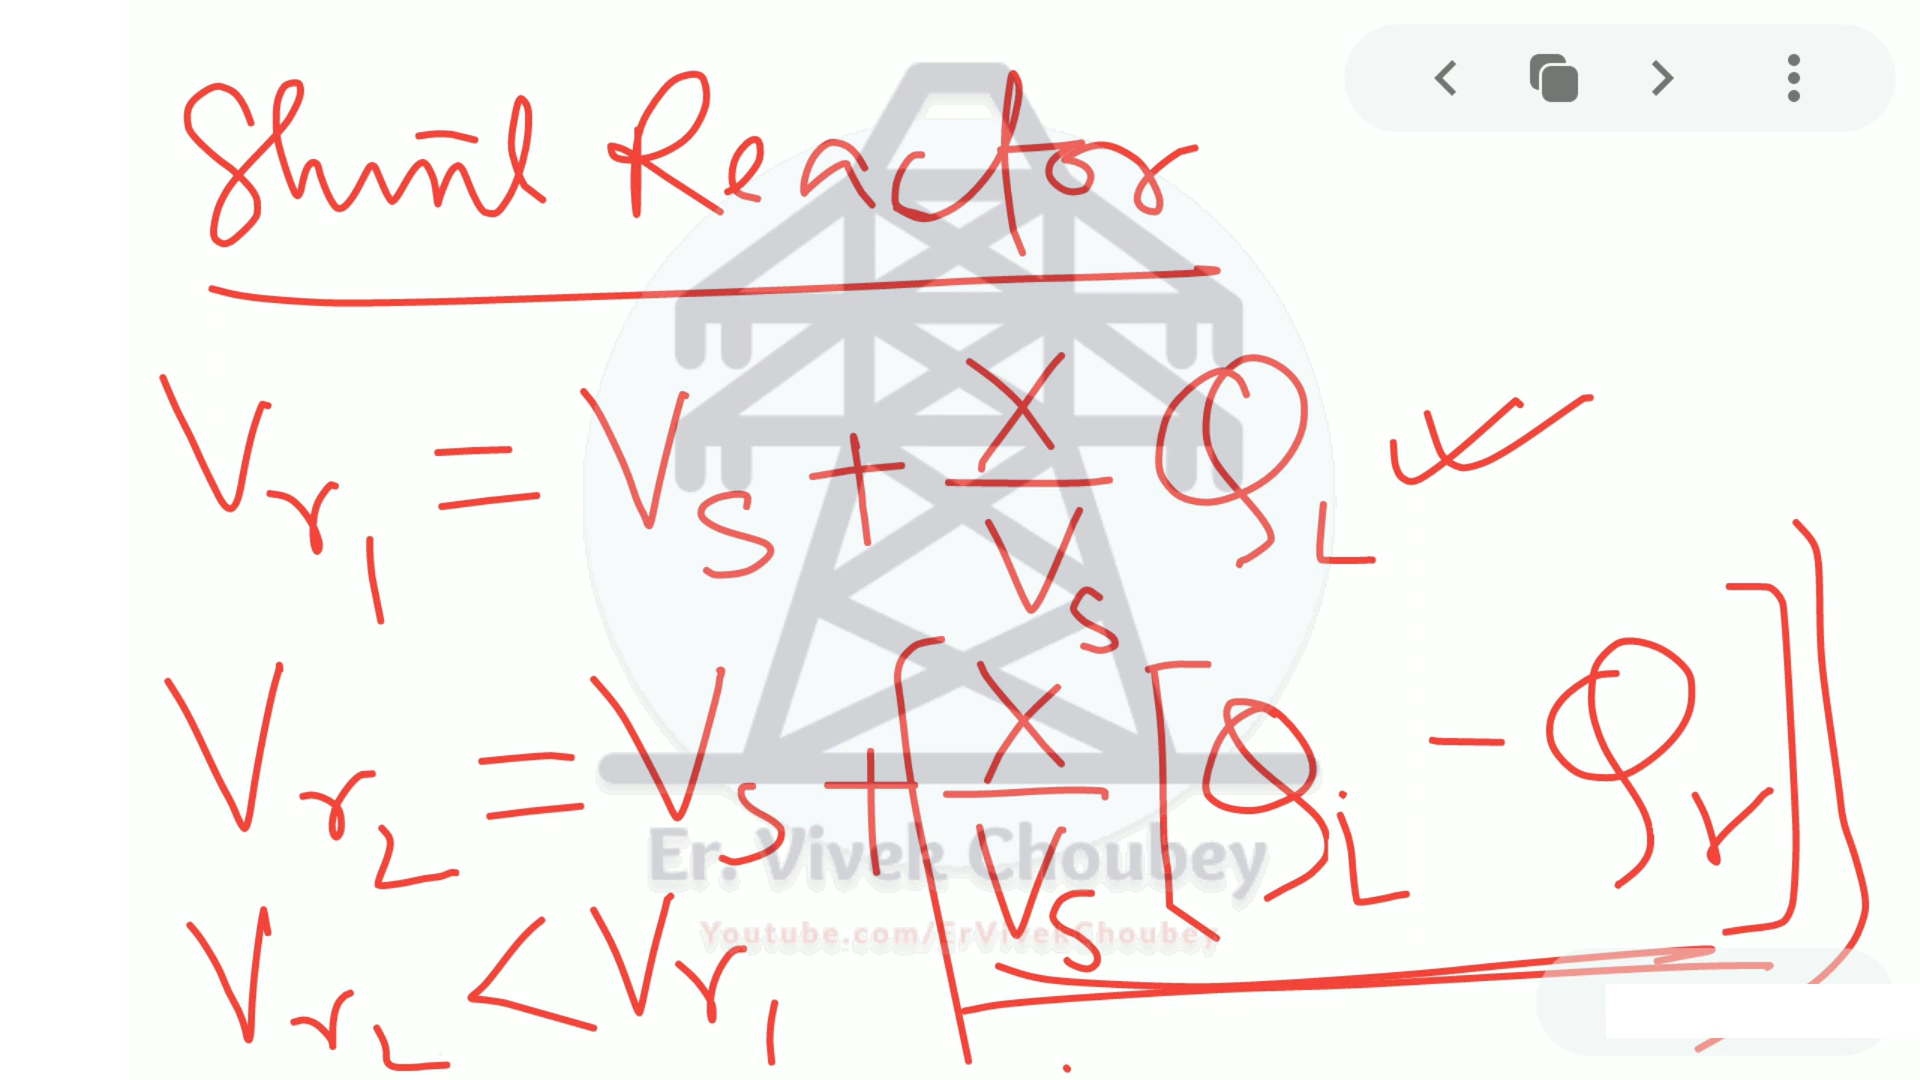 Shunt Reactor
Vr1 = Vs + X/Vs QL
Vr2 = Vs + (X/Vs [QL - Qr])
Er. Vivek Choubey
Youtube.com/ErVivekChoubey
Vr2 < Vr1